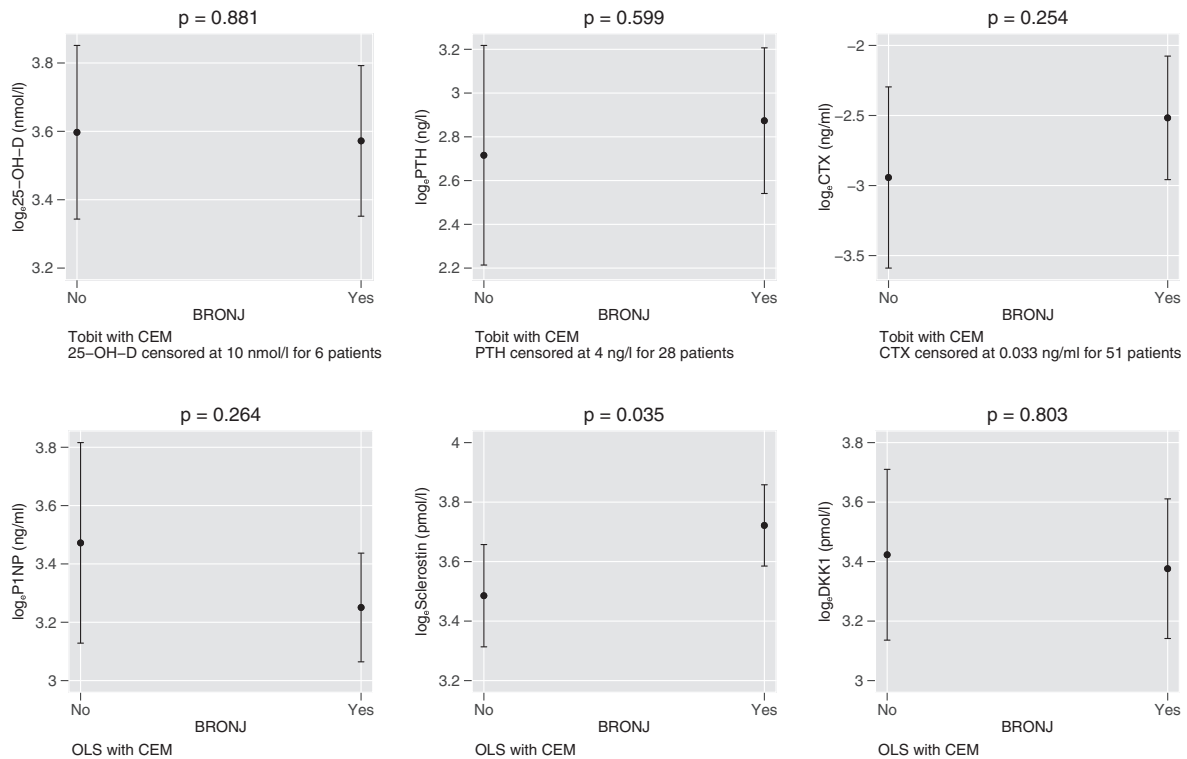 p = 0.881
log_e25−OH−D (nmol/l)
3.8
3.6
3.4
3.2
No
Yes
BRONJ
Tobit with CEM
25−OH−D censored at 10 nmol/l for 6 patients
p = 0.599
log_ePTH (ng/l)
3.2
3
2.8
2.6
2.4
2.2
No
Yes
BRONJ
Tobit with CEM
PTH censored at 4 ng/l for 28 patients
p = 0.254
log_eCTX (ng/ml)
−2
−2.5
−3
−3.5
No
Yes
BRONJ
Tobit with CEM
CTX censored at 0.033 ng/ml for 51 patients
p = 0.264
log_eP1NP (ng/ml)
3.8
3.6
3.4
3.2
3
No
Yes
BRONJ
OLS with CEM
p = 0.035
log_eSclerostin (pmol/l)
4
3.8
3.6
3.4
3.2
No
Yes
BRONJ
OLS with CEM
p = 0.803
log_eDKK1 (pmol/l)
3.8
3.6
3.4
3.2
3
No
Yes
BRONJ
OLS with CEM